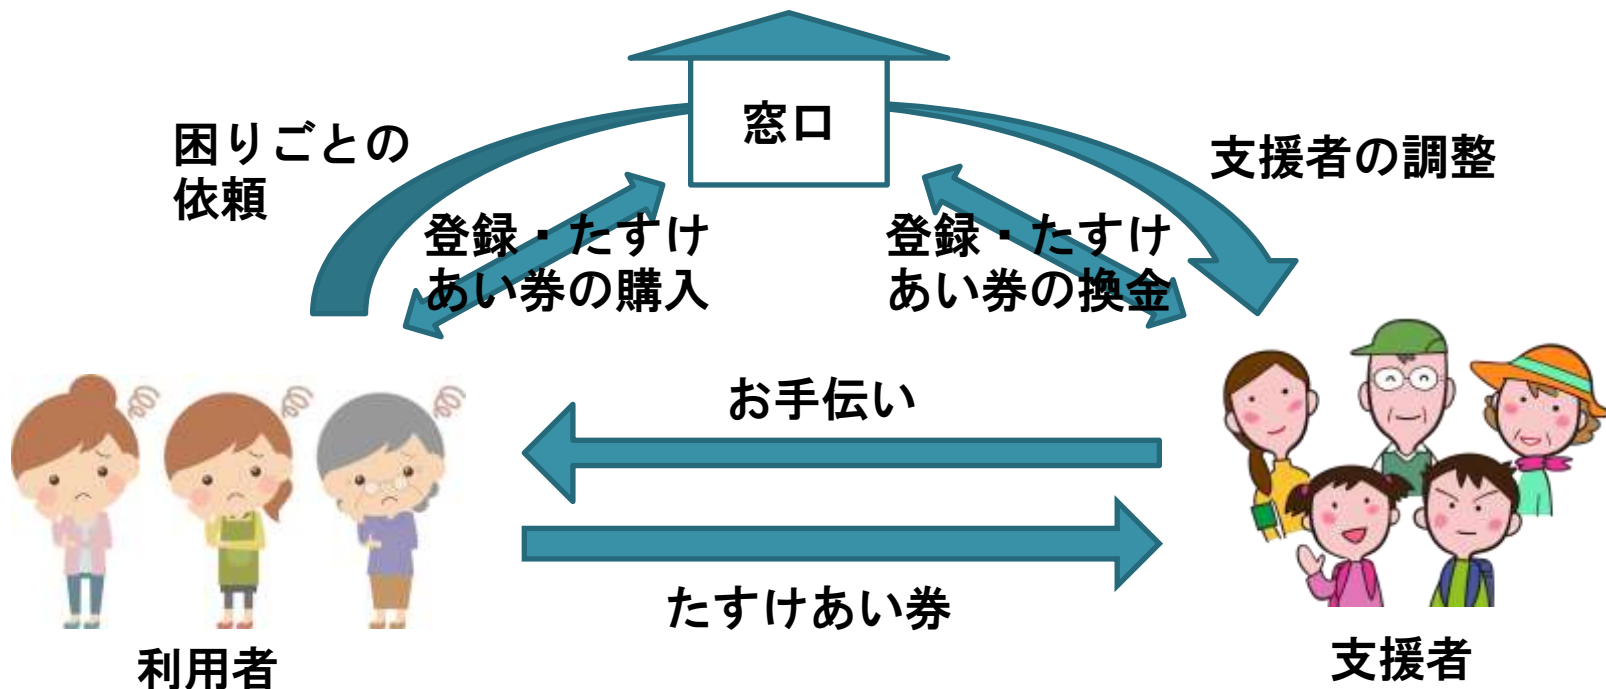 窓口
困りごとの
依頼
支援者の調整
登録・たすけ
あい券の購入
登録・たすけ
あい券の換金
お手伝い
たすけあい券
利用者
支援者